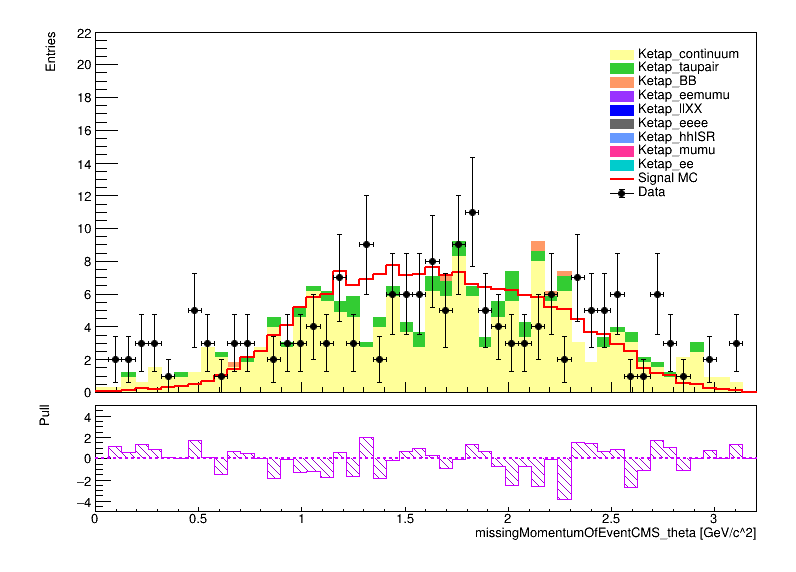 Entries
22
20
18
16
14
12
10
8
6
4
2
0
Ketap_continuum
Ketap_taupair
Ketap_BB
Ketap_eemumu
Ketap_llXX
Ketap_eeee
Ketap_hhISR
Ketap_mumu
Ketap_ee
Signal MC
Data
Pull
4
2
0
−2
−4
0 0.5 1 1.5 2 2.5 3
missingMomentumOfEventCMS_theta [GeV/c^2]